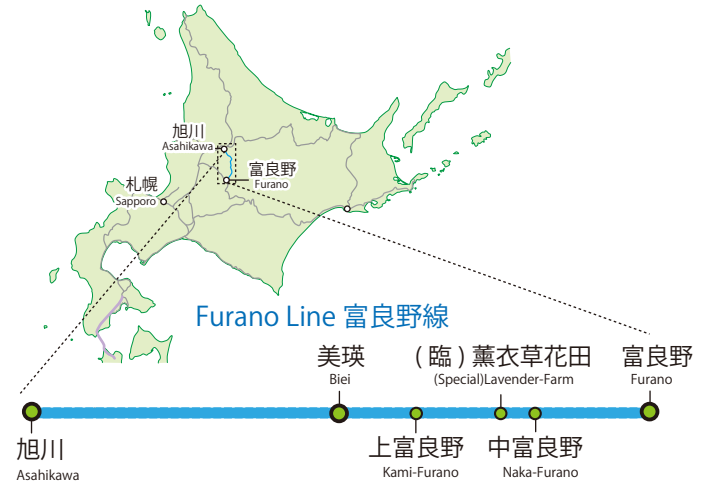 旭川
Asahikawa
富良野
Furano
札幌
Sapporo
Furano Line 富良野線
美瑛
Biei
(臨)薫衣草花田
(Special)Lavender-Farm
富良野
Furano
旭川
Asahikawa
上富良野
Kami-Furano
中富良野
Naka-Furano